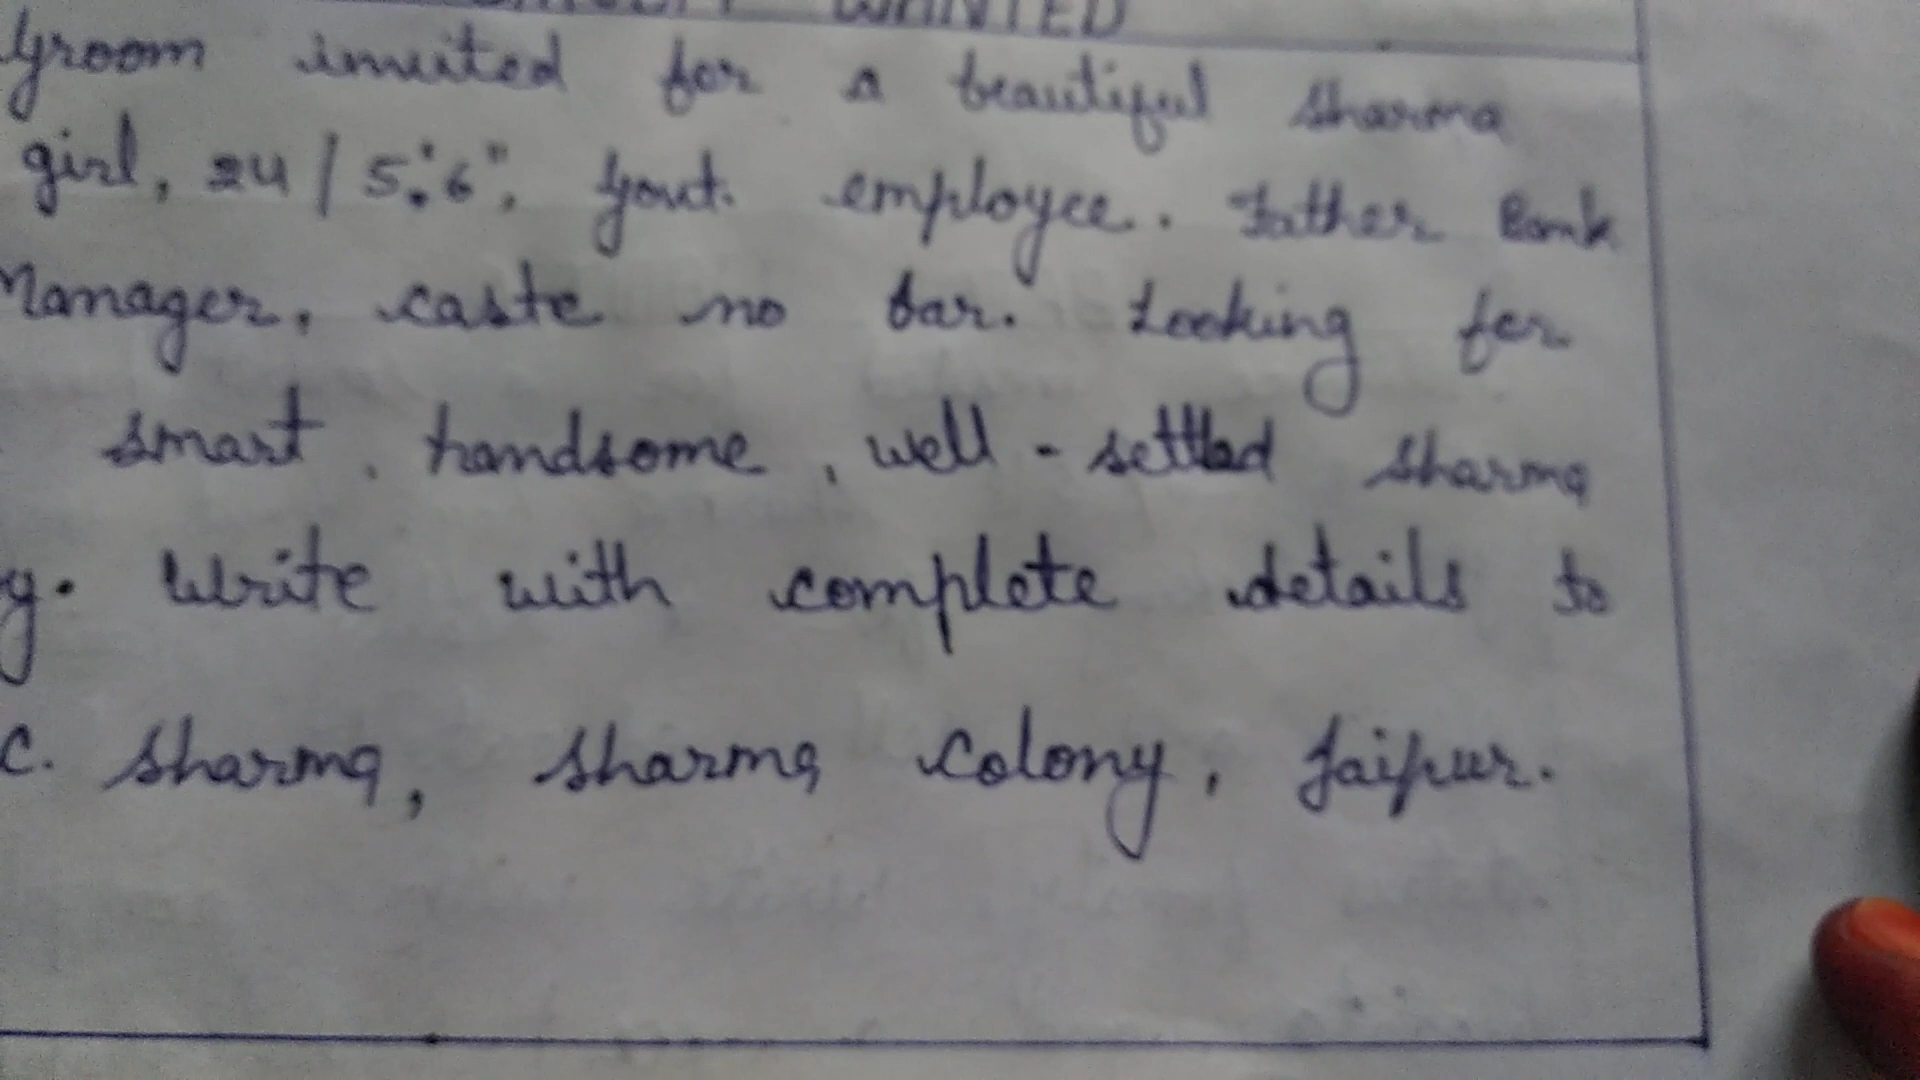 WANTED
Groom invited for a beautiful Sharma
girl, 24 / 5'.6", Govt. employee. Father Bank
Manager, caste no bar. Looking for
smart, handsome, well-settled Sharma
y. Write with complete details to
C. Sharma, Sharma Colony, Jaipur.